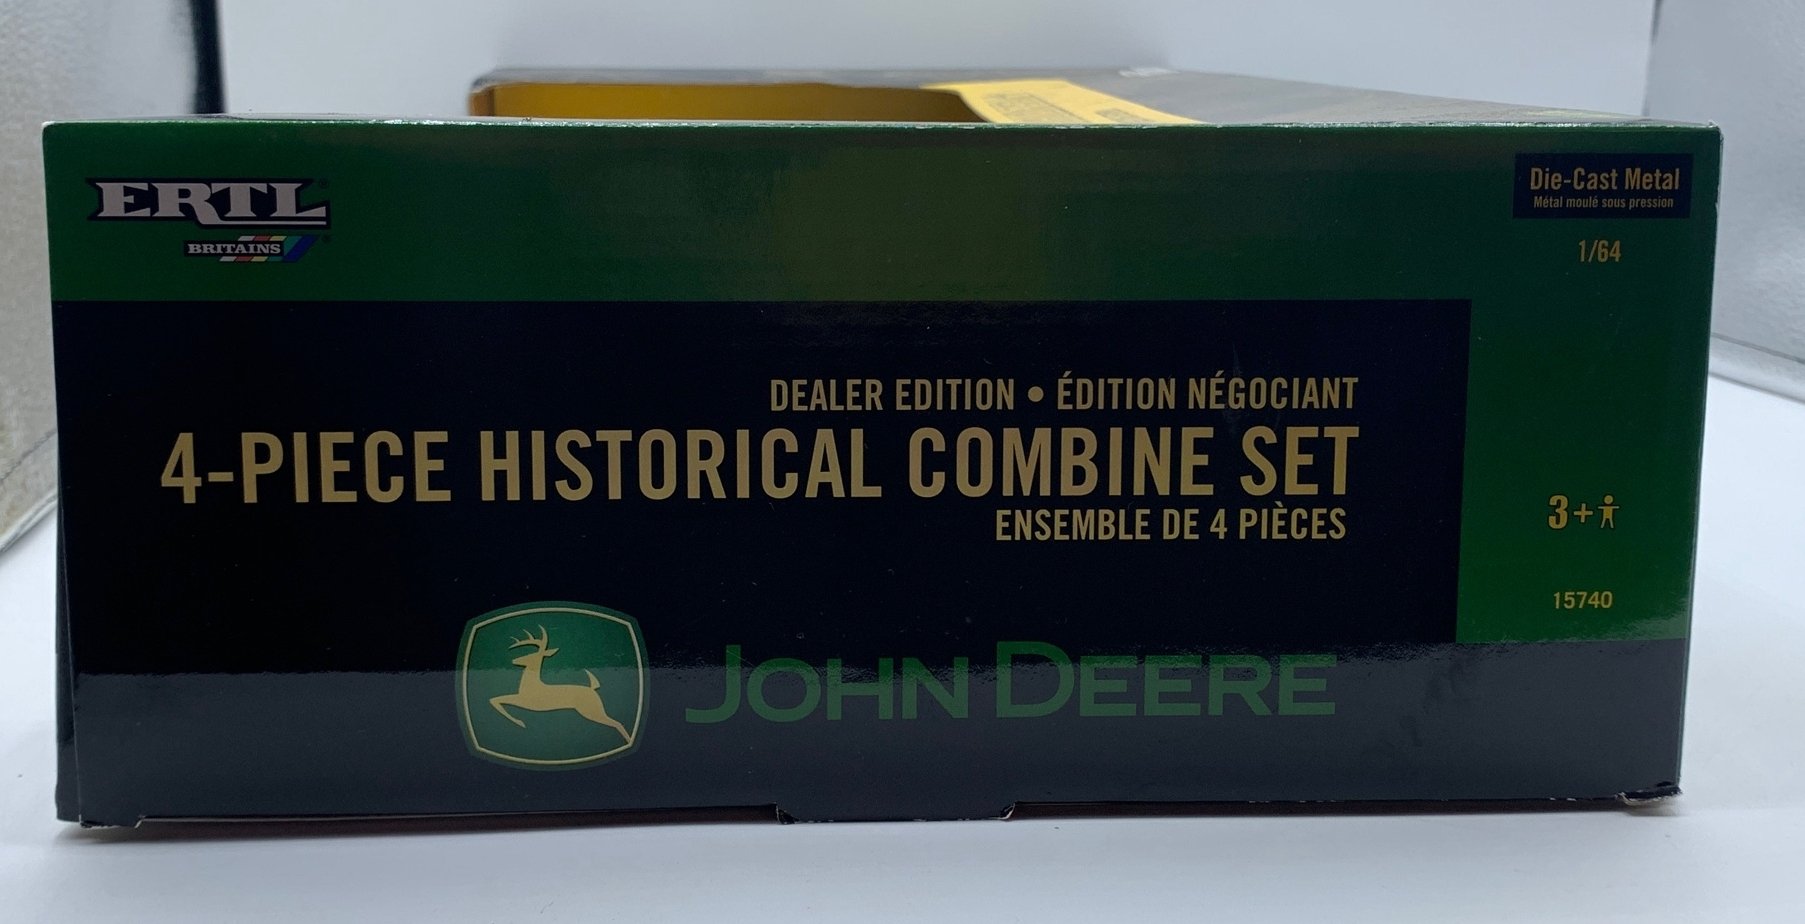 ERTL
BRITAINS
Die-Cast Metal
Métal moulé sous pression
1/64
DEALER EDITION • ÉDITION NÉGOCIANT
4-PIECE HISTORICAL COMBINE SET
ENSEMBLE DE 4 PIÈCES
3+
15740
JOHN DEERE